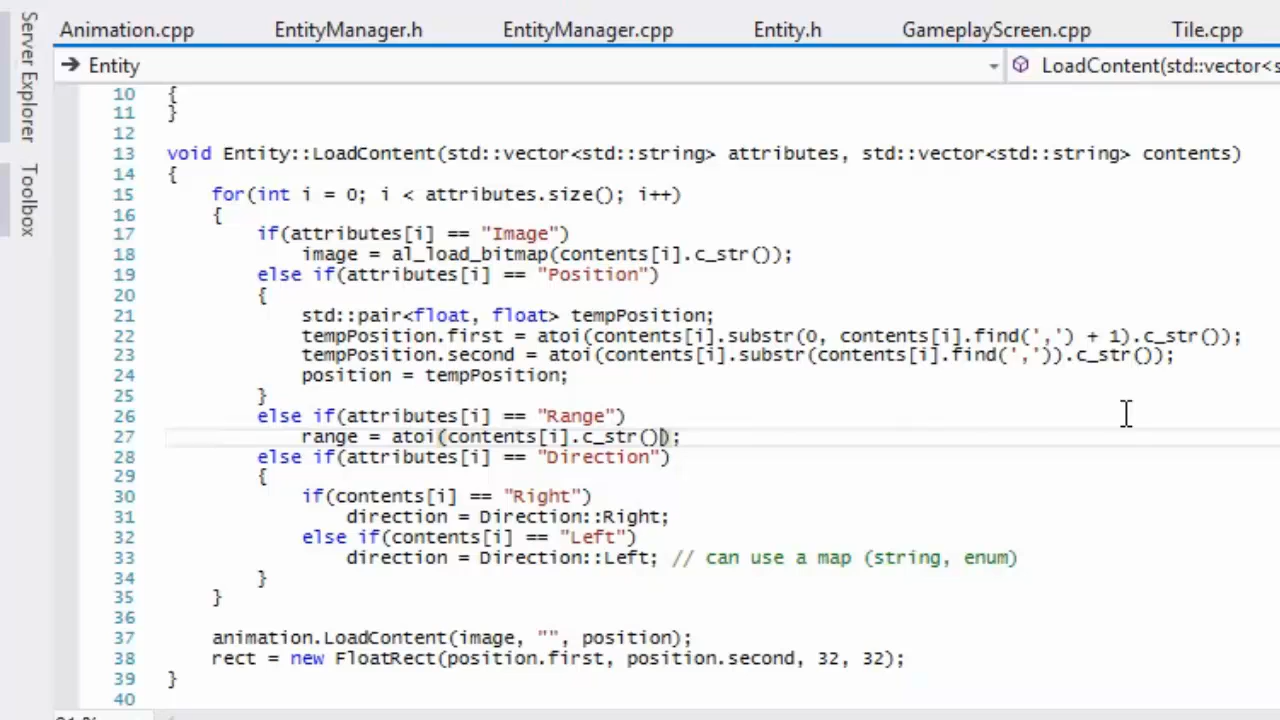 Server Explorer
Toolbox
Animation.cpp EntityManager.h EntityManager.cpp Entity.h GameplayScreen.cpp Tile.cpp
Entity LoadContent(std::vector<s
10 {
11 }
12
13 void Entity::LoadContent(std::vector<std::string> attributes, std::vector<std::string> contents)
14 {
15 for(int i = 0; i < attributes.size(); i++)
16 {
17 if(attributes[i] == "Image")
18 image = al_load_bitmap(contents[i].c_str());
19 else if(attributes[i] == "Position")
20 {
21 std::pair<float, float> tempPosition;
22 tempPosition.first = atoi(contents[i].substr(0, contents[i].find(',') + 1).c_str());
23 tempPosition.second = atoi(contents[i].substr(contents[i].find(',')).c_str());
24 position = tempPosition;
25 }
26 else if(attributes[i] == "Range")
27 range = atoi(contents[i].c_str());
28 else if(attributes[i] == "Direction")
29 {
30 if(contents[i] == "Right")
31 direction = Direction::Right;
32 else if(contents[i] == "Left")
33 direction = Direction::Left; // can use a map (string, enum)
34 }
35 }
36
37 animation.LoadContent(image, "", position);
38 rect = new FloatRect(position.first, position.second, 32, 32);
39 }
40